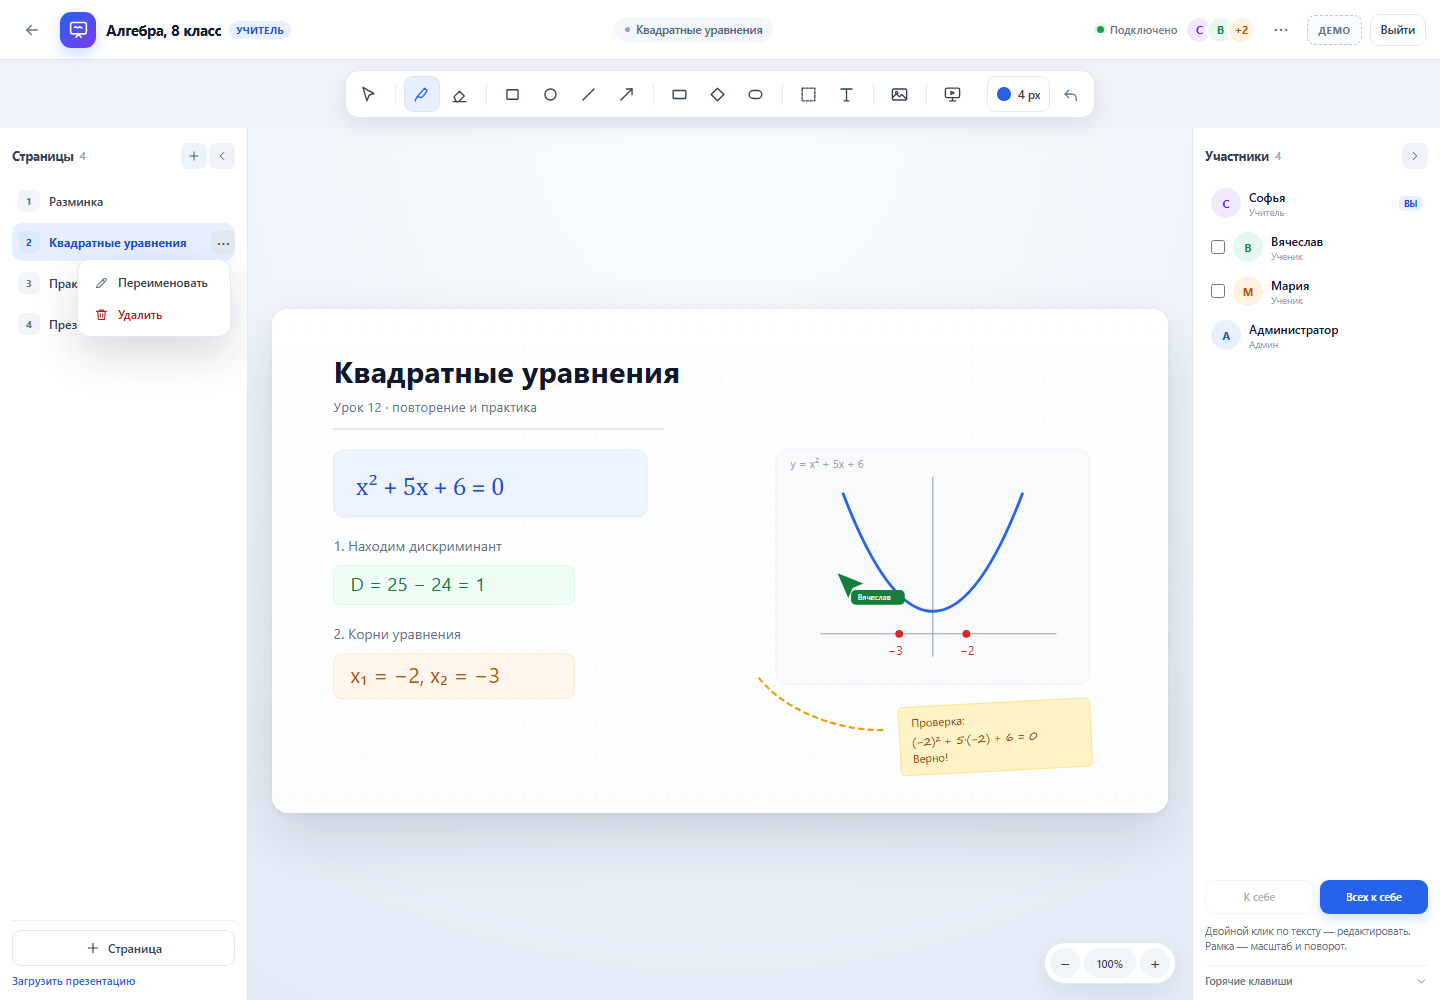 Алгебра, 8 класс УЧИТЕЛЬ
Квадратные уравнения
Подключено С В +2 ДЕМО Выйти
4 px
Страницы 4
1 Разминка
2 Квадратные уравнения
3 Прак
4 През
Переименовать
Удалить
+ Страница
Загрузить презентацию
Квадратные уравнения
Урок 12 · повторение и практика
x² + 5x + 6 = 0
1. Находим дискриминант
D = 25 − 24 = 1
2. Корни уравнения
x₁ = −2, x₂ = −3
y = x² + 5x + 6
Вячеслав
−3 −2
Проверка:
(-2)² + 5·(-2) + 6 = 0
Верно!
− 100% +
Участники 4
С Софья ВЫ
Учитель
В Вячеслав
Ученик
М Мария
Ученик
А Администратор
Админ
К себе Всех к себе
Двойной клик по тексту — редактировать.
Рамка — масштаб и поворот.
Горячие клавиши